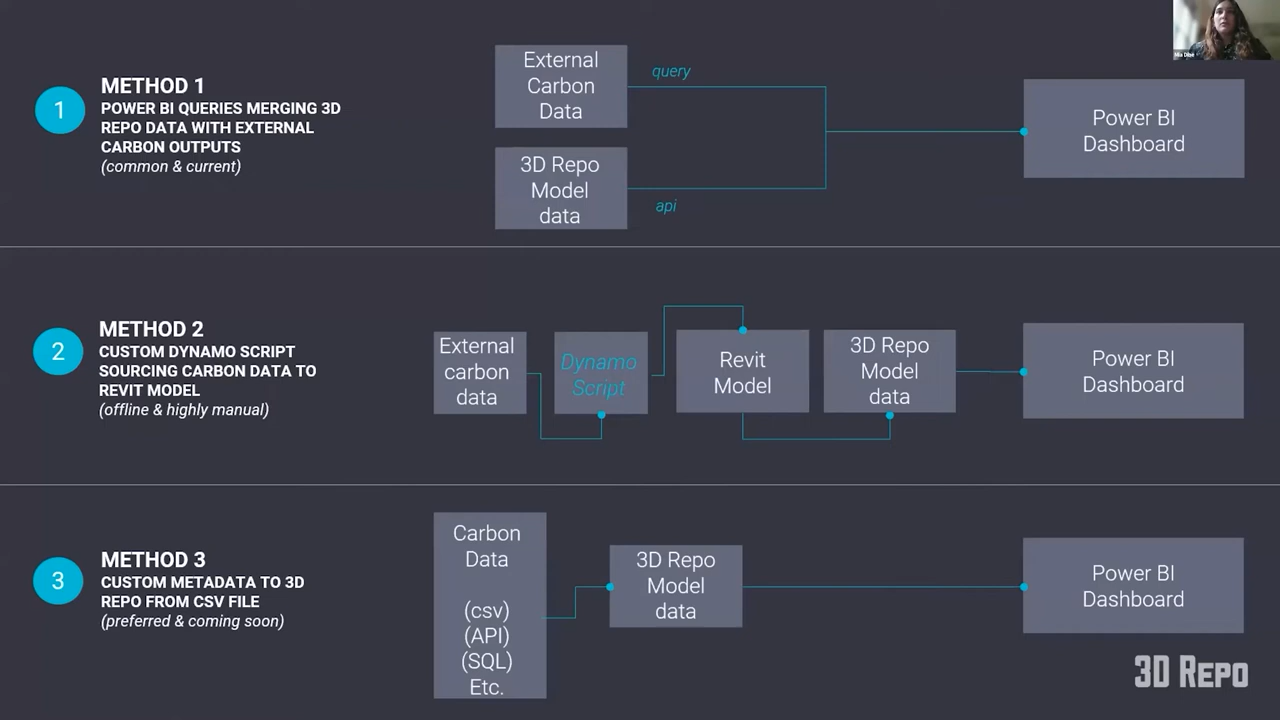 1
METHOD 1
POWER BI QUERIES MERGING 3D
REPO DATA WITH EXTERNAL
CARBON OUTPUTS
(common & current)
External
Carbon
Data
query
3D Repo
Model
data
api
Power BI
Dashboard
2
METHOD 2
CUSTOM DYNAMO SCRIPT
SOURCING CARBON DATA TO
REVIT MODEL
(offline & highly manual)
External
carbon
data
Dynamo
Script
Revit
Model
3D Repo
Model
data
Power BI
Dashboard
3
METHOD 3
CUSTOM METADATA TO 3D
REPO FROM CSV FILE
(preferred & coming soon)
Carbon
Data
(csv)
(API)
(SQL)
Etc.
3D Repo
Model
data
Power BI
Dashboard
3D REPO